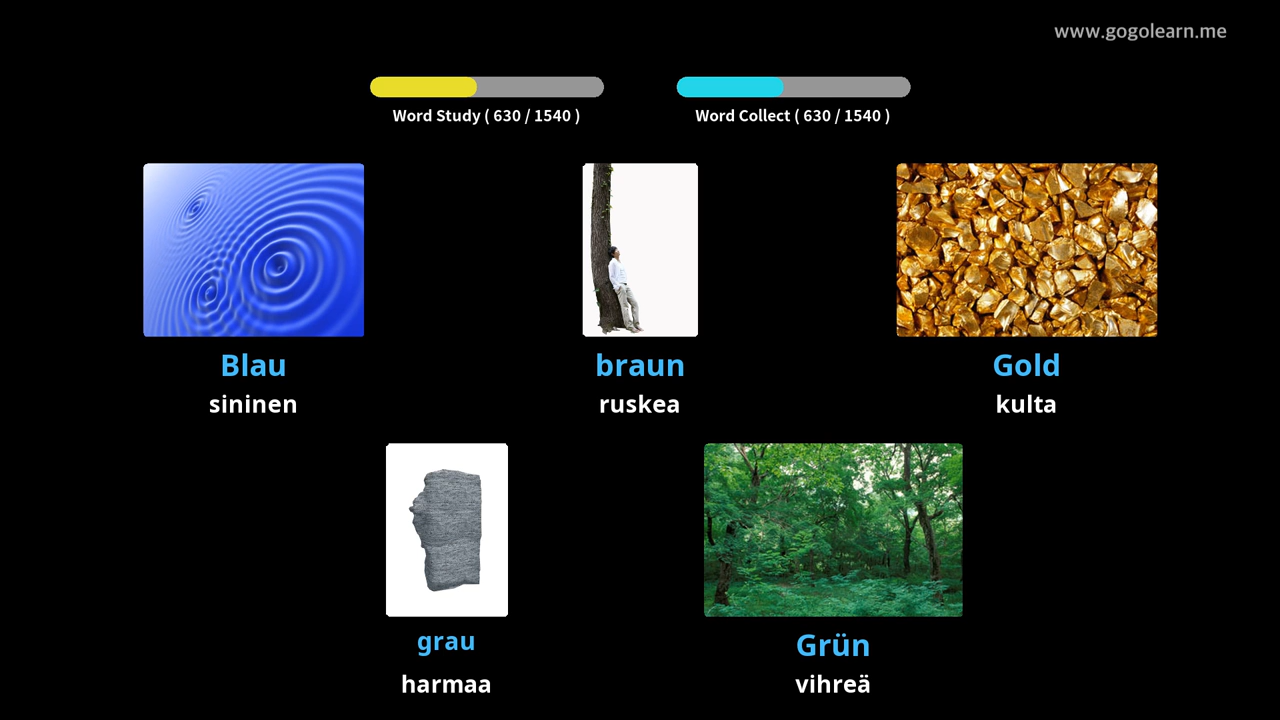 www.gogolearn.me
Word Study ( 630 / 1540 )
Word Collect ( 630 / 1540 )
Blau
sininen
braun
ruskea
Gold
kulta
grau
harmaa
Grün
vihreä